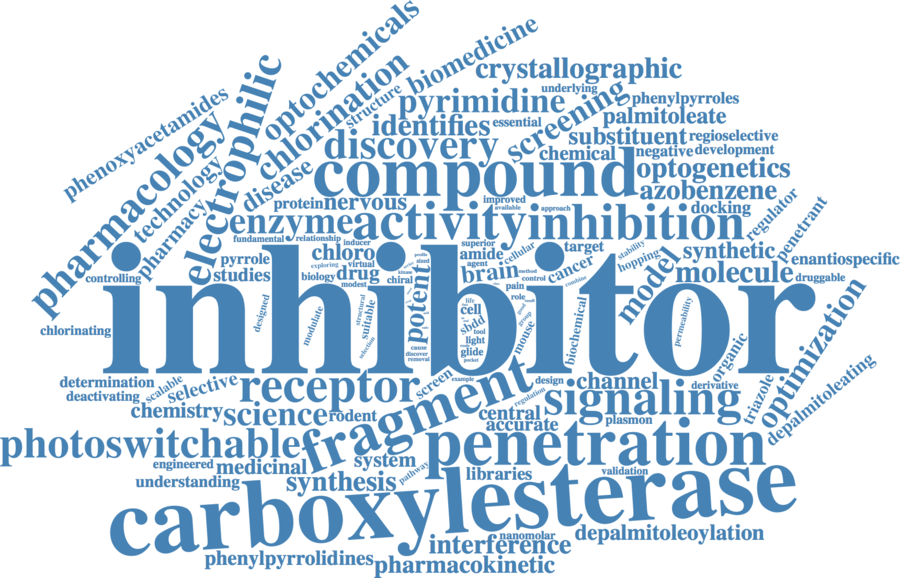 optochemicals
biomedicine
crystallographic
phenoxyacetamides
electrophilic
chlorination
structure
underlying
pyrimidine
screening
phenylpyrroles
palmitoleate
pharmacology
technology
identifies
essential
substituent
regioselective
discovery
chemical
negative
development
disease
compound
optogenetics
pharmacy
azobenzene
protein
nervous
improved
available
approach
docking
regulator
penetrant
enzyme
activity
inhibition
fundamental
relationship
inducer
superior
cellular
target
stability
synthetic
enantiospecific
chloro
amide
hopping
model
pyrrole
exploring
virtual
agent
cancer
molecule
druggable
controlling
studies
biology
drug
modest
chiral
potent
brain
method
control
combine
pain
inhibitor
designed
modulate
structural
suitable
selection
life
cell
role
group
mouse
sbdd
tool
light
glide
pocket
cause
discover
removal
biochemical
permeability
chlorinating
optimization
organic
determination
deactivating
scalable
selective
receptor
screen
example
design
channel
derivative
triazole
depalmitoleating
regulation
fragment
signaling
chemistry
science
rodent
central
accurate
plasmon
photoswitchable
penetration
engineered
medicinal
system
pathway
libraries
validation
understanding
synthesis
carboxylesterase
nanomolar
depalmitoleoylation
interference
phenylpyrrolidines
pharmacokinetic